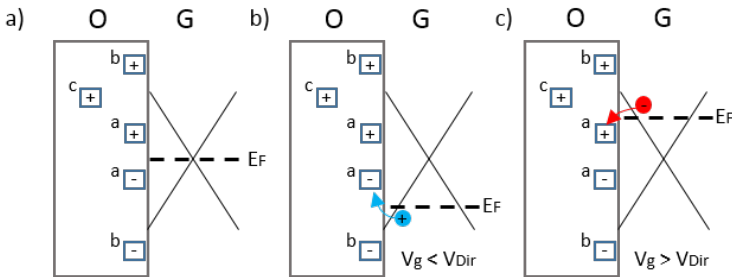 a) O G
b
+
c
+
a
+
EF
a
-
b
-
b) O G
b
+
c
+
a
+
a
-
+
EF
b
-
Vg < VDir
c) O G
b
+
c
+
-
EF
a
+
a
-
b
-
Vg > VDir